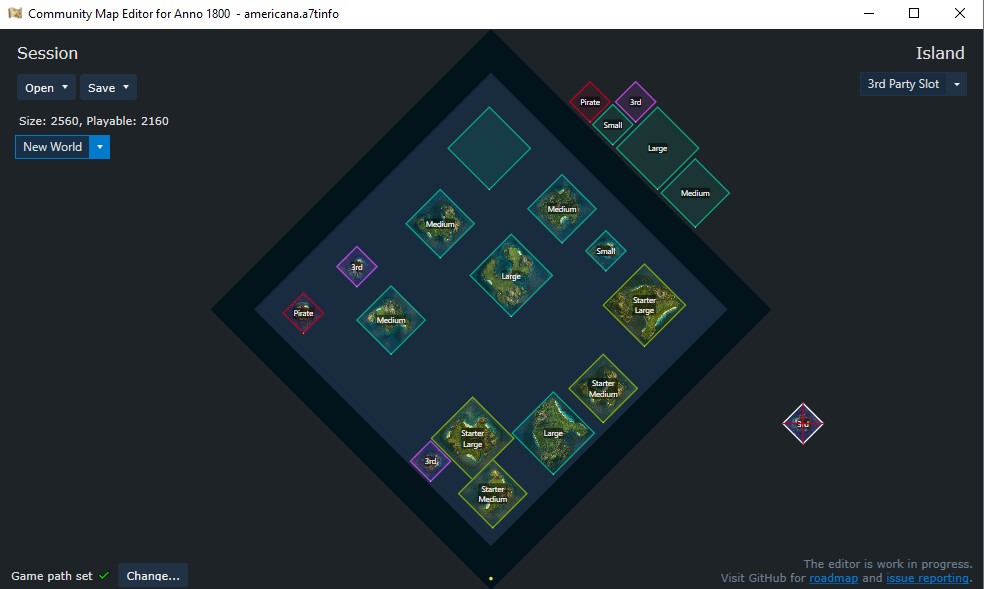 Community Map Editor for Anno 1800 - americana.a7tinfo
Session
Island
Open
Save
3rd Party Slot
Size: 2560, Playable: 2160
New World
Pirate
3rd
Small
Large
Medium
Medium
Medium
Small
3rd
Large
Starter
Large
Pirate
Medium
Starter
Medium
Starter
Large
Large
3rd
3rd
Starter
Medium
Game path set
Change...
The editor is work in progress.
Visit GitHub for roadmap and issue reporting.